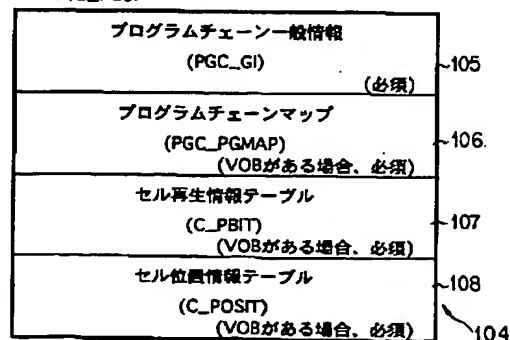 プログラムチェーン一般情報
(PGC_GI)
(必須)
105
プログラムチェーンマップ
(PGC_PGMAP)
(VOBがある場合、必須)
106.
セル再生情報テーブル
(C_PBIT)
(VOBがある場合、必須)
107
セル位置情報テーブル
(C_POSIT)
(VOBがある場合、必須)
108
104